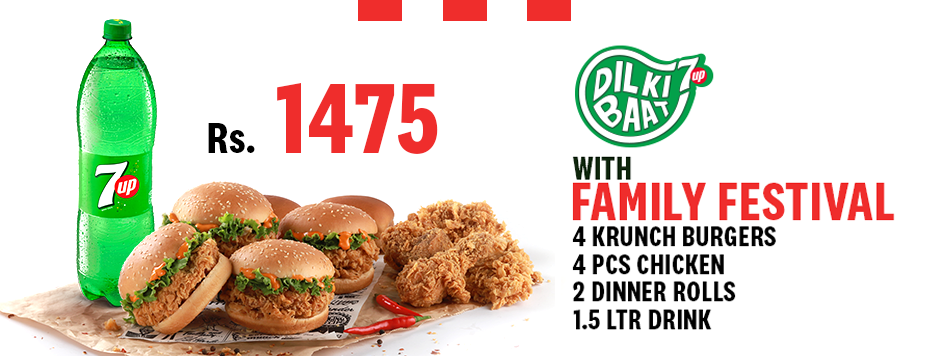 7up
Rs. 1475
DIL KI
BAAT
7up
WITH
FAMILY FESTIVAL
4 KRUNCH BURGERS
4 PCS CHICKEN
2 DINNER ROLLS
1.5 LTR DRINK